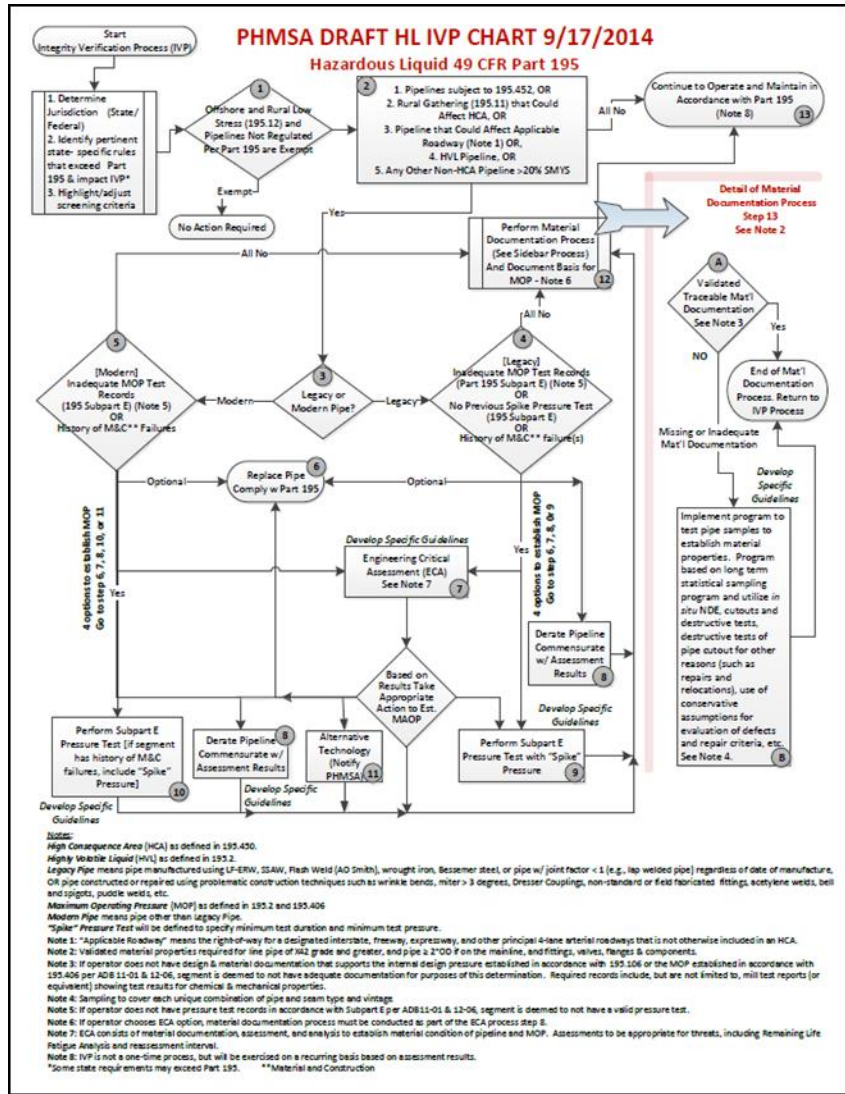 PHMSA DRAFT HL IVP CHART 9/17/2014
Hazardous Liquid 49 CFR Part 195
Start
Integrity Verification Process (IVP)
1. Determine
Jurisdiction (State/
Federal)
2. Identify pertinent
state- specific rules
that exceed Part
195 & impact IVP*
3. Highlight/adjust
screening criteria
1
Offshore and Rural Low
Stress (195.12) and
Pipelines Not Regulated
Per Part 195 are Exempt
Exempt
No Action Required
2
1. Pipelines subject to 195.452, OR
2. Rural Gathering (195.11) that Could
Affect HCA, OR
3. Pipeline that Could Affect Applicable
Roadway (Note 1) OR,
4. HVL Pipeline, OR
5. Any Other Non-HCA Pipeline >20% SMYS
All No
Continue to Operate and Maintain in
Accordance with Part 195
(Note 8)
13
Yes
All No
Perform Material
Documentation Process
(See Sidebar Process)
And Document Basis for
MOP - Note 6
12
All No
Detail of Material
Documentation Process
Step 13
See Note 2
A
Validated
Traceable Mat'l
Documentation
See Note 3
Yes
NO
End of Mat'l
Documentation
Process. Return to
IVP Process
Missing or Inadequate
Mat'l Documentation
Develop
Specific
Guidelines
Implement program to
test pipe samples to
establish material
properties. Program
based on long term
statistical sampling
program and utilize in
situ NDE, cutouts and
destructive tests,
destructive tests of
pipe cutout for other
reasons (such as
repairs and
relocations), use of
conservative
assumptions for
evaluation of defects
and repair criteria, etc.
See Note 4.
B
5
[Modern]
Inadequate MOP Test
Records
(195 Subpart E) (Note 5)
OR
History of M&C** Failures
Modern
3
Legacy or
Modern Pipe?
Legacy
4
[Legacy]
Inadequate MOP Test Records
(Part 195 Subpart E) (Note 5)
OR
No Previous Spike Pressure Test
(195 Subpart E)
OR
History of M&C** failure(s)
Optional
6
Replace Pipe
Comply w Part 195
Optional
4 options to establish MOP
Go to step 6, 7, 8, 10, or 11
Yes
Develop Specific Guidelines
Engineering Critical
Assessment (ECA)
See Note 7
7
Yes
4 options to establish MOP
Go to step 6, 7, 8, 0r 9
Derate Pipeline
Commensurate
w/ Assessment
Results
8
Based on
Results Take
Appropriate
Action to Est.
MAOP
Develop Specific
Guidelines
Perform Subpart E
Pressure Test [if segment
has history of M&C
failures, include "Spike"
Pressure]
10
Develop Specific
Guidelines
Derate Pipeline
Commensurate w/
Assessment Results
8
Develop Specific
Guidelines
Alternative
Technology
(Notify
PHMSA)
11
Perform Subpart E
Pressure Test with "Spike"
Pressure
9
Notes:
High Consequence Area (HCA) as defined in 195.450.
Highly Volatile Liquid (HVL) as defined in 195.2.
Legacy Pipe means pipe manufactured using LF-ERW, SSAW, Flash Weld (AO Smith), wrought iron, Bessemer steel, or pipe w/ joint factor < 1 (e.g., lap welded pipe] regardless of date of manufacture,
OR pipe constructed or repaired using problematic construction techniques such as wrinkle bends, miter > 3 degrees, Dresser Couplings, non-standard or field fabricated fittings, acetylene welds, bell
and spigots, puddle welds, etc.
Maximum Operating Pressure (MOP) as defined in 195.2 and 195.406
Modern Pipe means pipe other than Legacy Pipe.
"Spike" Pressure Test will be defined to specify minimum test duration and minimum test pressure.
Note 1: "Applicable Roadway" means the right-of-way for a designated interstate, freeway, expressway, and other principal 4-lane arterial roadways that is not otherwise included in an HCA.
Note 2: Validated material properties required for line pipe of X42 grade and greater, and pipe ≥ 2"OD if on the mainline, and fittings, valves, flanges & components.
Note 3: If operator does not have design & material documentation that supports the internal design pressure established in accordance with 195.106 or the MOP established in accordance with
195.406 per ADB 11-01 & 12-06, segment is deemed to not have adequate documentation for purposes of this determination. Required records include, but are not limited to, mill test reports (or
equivalent) showing test results for chemical & mechanical properties.
Note 4: Sampling to cover each unique combination of pipe and seam type and vintage.
Note 5: If operator does not have pressure test records in accordance with Subpart E per ADB11-01 & 12-06, segment is deemed to not have a valid pressure test.
Note 6: If operator chooses ECA option, material documentation process must be conducted as part of the ECA process step 8.
Note 7: ECA consists of material documentation, assessment, and analysis to establish material condition of pipeline and MOP. Assessments to be appropriate for threats, including Remaining Life
Fatigue Analysis and reassessment interval.
Note 8: IVP is not a one-time process, but will be exercised on a recurring basis based on assessment results.
*Some state requirements may exceed Part 195. **Material and Construction